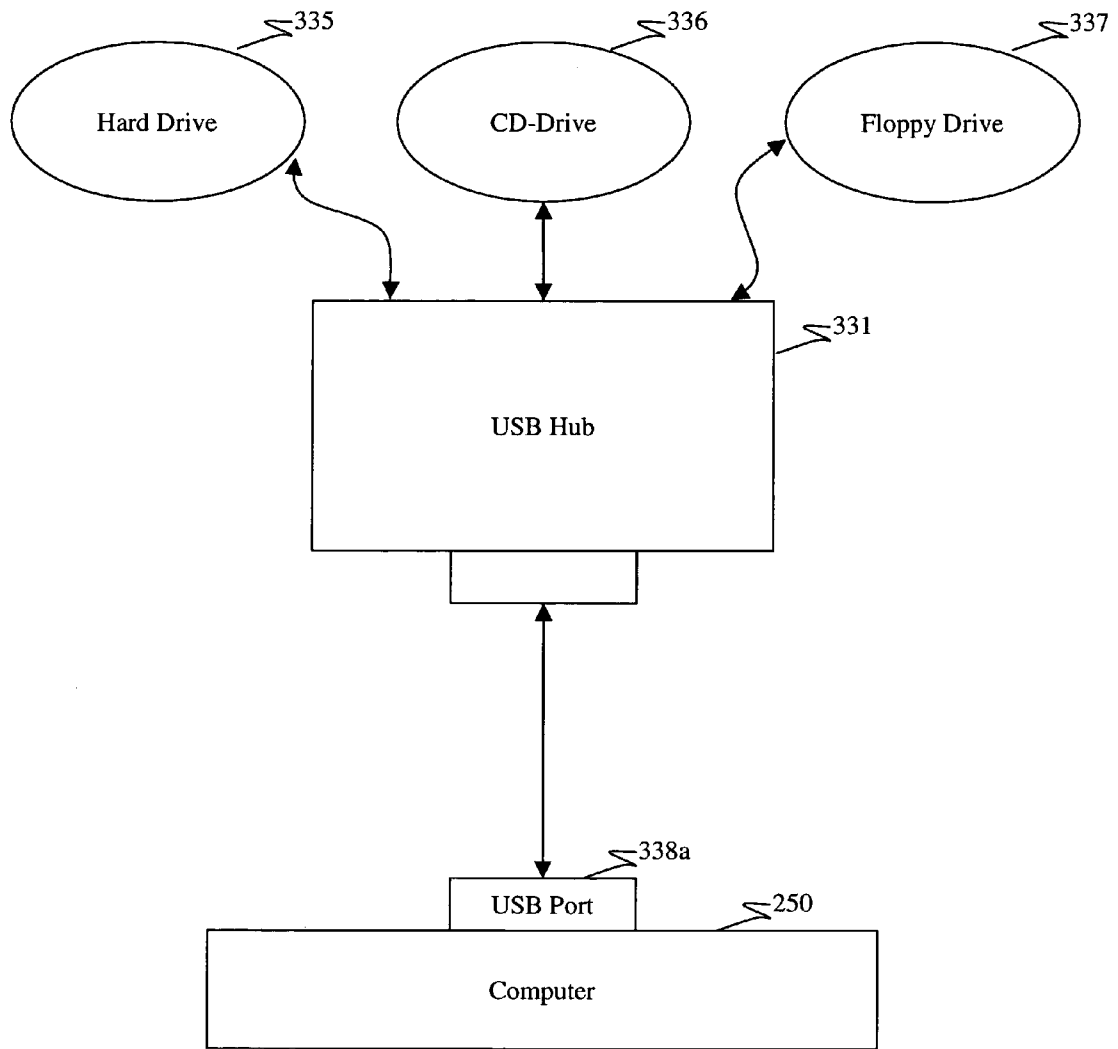 335
336
337
Hard Drive
CD-Drive
Floppy Drive
331
USB Hub
338a
USB Port
250
Computer